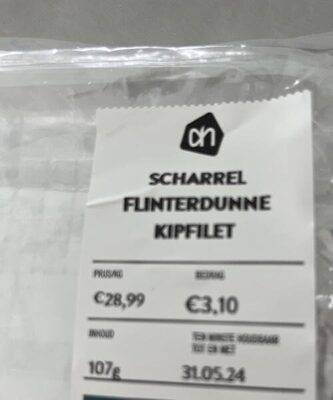 ah
SCHARREL
FLINTERDUNNE
KIPFILET
PRIJS/KG BEDRAG
€28,99 €3,10
INHOUD TEN MINSTE HOUDBAAR
TOT EN MET
107g 31.05.24